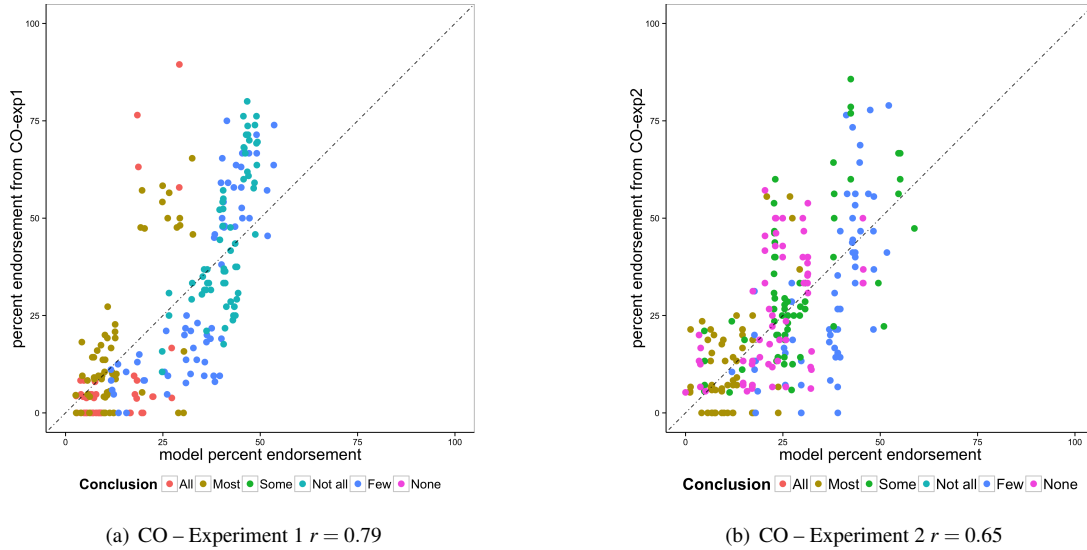 100
75
50
25
0
percent endorsement from CO-exp1
0 25 50 75 100
model percent endorsement
Conclusion All Most Some Not all Few None
(a) CO – Experiment 1 r = 0.79
100
75
50
25
0
percent endorsement from CO-exp2
0 25 50 75 100
model percent endorsement
Conclusion All Most Some Not all Few None
(b) CO – Experiment 2 r = 0.65